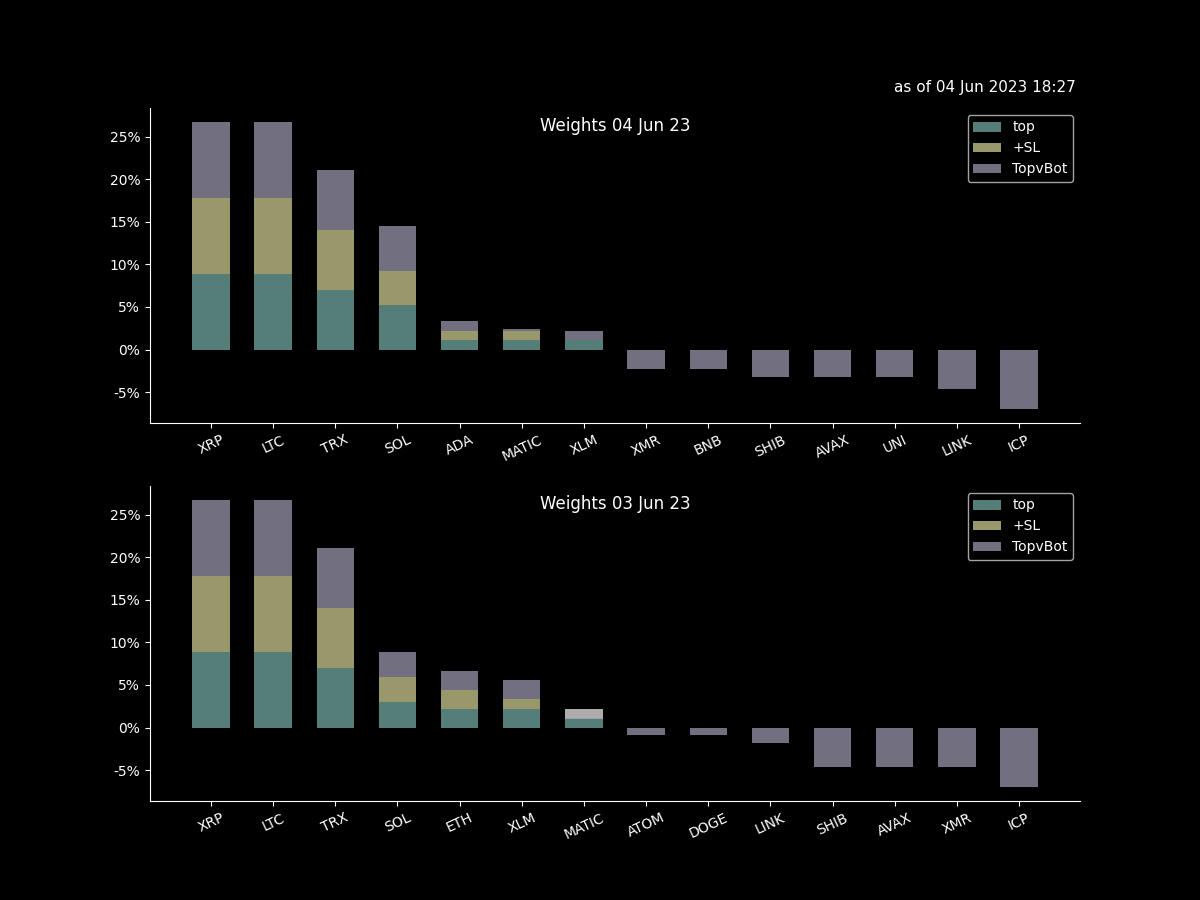 as of 04 Jun 2023 18:27
Weights 04 Jun 23
top
+SL
TopvBot
25%
20%
15%
10%
5%
0%
-5%
XRP LTC TRX SOL ADA MATIC XLM XMR BNB SHIB AVAX UNI LINK ICP
Weights 03 Jun 23
top
+SL
TopvBot
25%
20%
15%
10%
5%
0%
-5%
XRP LTC TRX SOL ETH XLM MATIC ATOM DOGE LINK SHIB AVAX XMR ICP